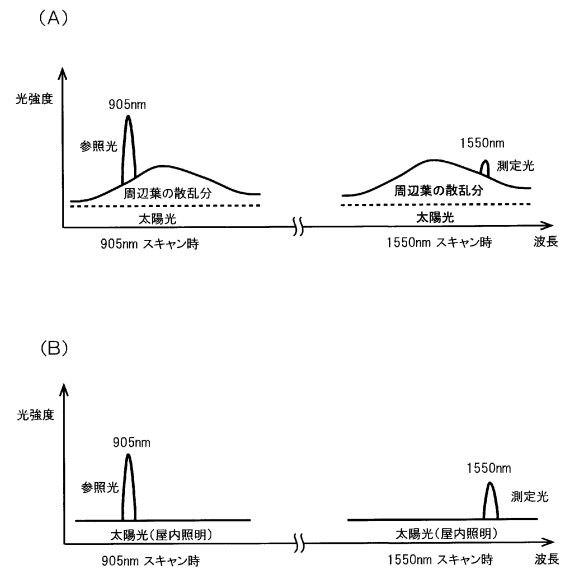 (A)
光強度
905nm
参照光
周辺葉の散乱分
太陽光
905nm スキャン時
1550nm
測定光
周辺葉の散乱分
太陽光
1550nm スキャン時
波長
(B)
光強度
905nm
参照光
太陽光(屋内照明)
905nm スキャン時
1550nm
測定光
太陽光(屋内照明)
1550nm スキャン時
波長